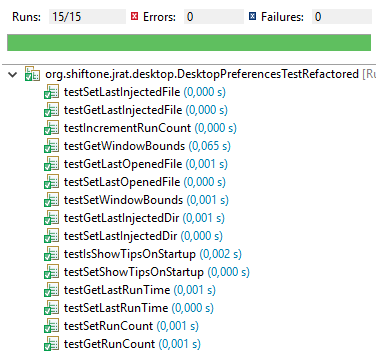 Runs: 15/15 Errors: 0 Failures: 0
org.shiftone.jrat.desktop.DesktopPreferencesTestRefactored [Ru
testSetLastInjectedFile (0,000 s)
testGetLastInjectedFile (0,000 s)
testIncrementRunCount (0,000 s)
testGetWindowBounds (0,065 s)
testGetLastOpenedFile (0,001 s)
testSetLastOpenedFile (0,000 s)
testSetWindowBounds (0,001 s)
testGetLastInjectedDir (0,001 s)
testSetLastInjectedDir (0,000 s)
testIsShowTipsOnStartup (0,002 s)
testSetShowTipsOnStartup (0,000 s)
testGetLastRunTime (0,001 s)
testSetLastRunTime (0,000 s)
testSetRunCount (0,001 s)
testGetRunCount (0,001 s)